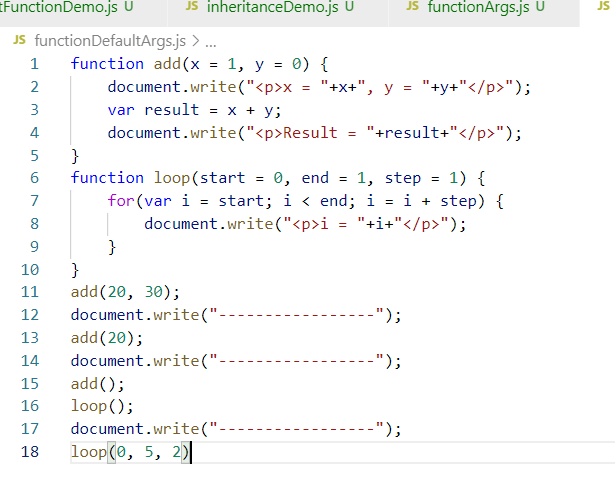 tFunctionDemo.js U JS inheritanceDemo.js U JS functionArgs.js U JS
JS functionDefaultArgs.js > ...
1 function add(x = 1, y = 0) {
2 document.write("<p>x = "+x+", y = "+y+"</p>");
3 var result = x + y;
4 document.write("<p>Result = "+result+"</p>");
5 }
6 function loop(start = 0, end = 1, step = 1) {
7 for(var i = start; i < end; i = i + step) {
8 document.write("<p>i = "+i+"</p>");
9 }
10 }
11 add(20, 30);
12 document.write("-----------------");
13 add(20);
14 document.write("-----------------");
15 add();
16 loop();
17 document.write("-----------------");
18 loop(0, 5, 2)